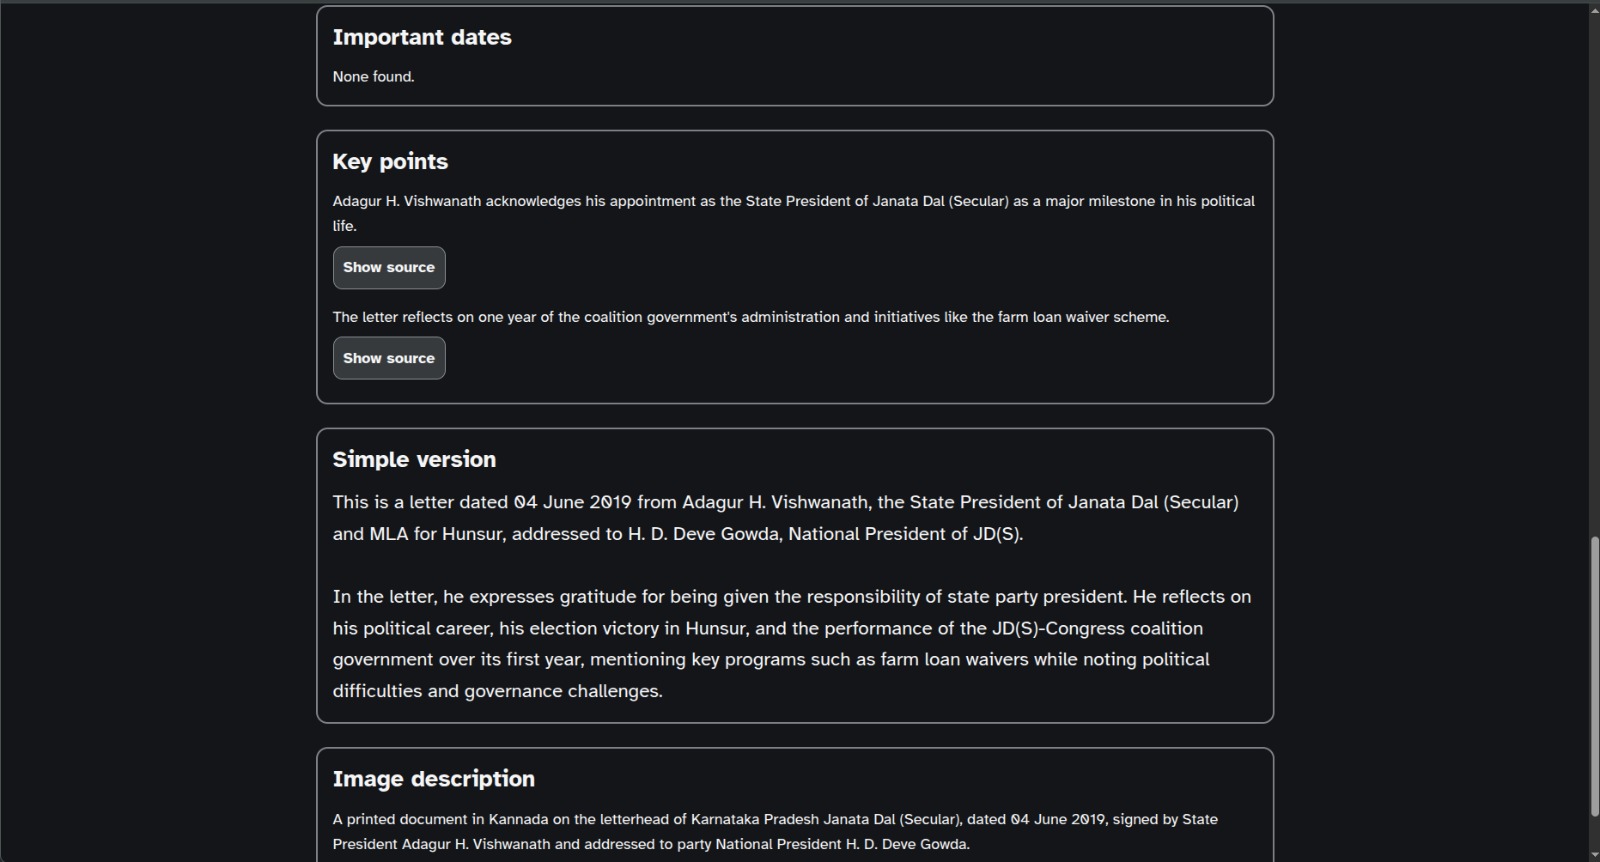 Important dates
None found.
Key points
Adagur H. Vishwanath acknowledges his appointment as the State President of Janata Dal (Secular) as a major milestone in his political
life.
Show source
The letter reflects on one year of the coalition government's administration and initiatives like the farm loan waiver scheme.
Show source
Simple version
This is a letter dated 04 June 2019 from Adagur H. Vishwanath, the State President of Janata Dal (Secular)
and MLA for Hunsur, addressed to H. D. Deve Gowda, National President of JD(S).
In the letter, he expresses gratitude for being given the responsibility of state party president. He reflects on
his political career, his election victory in Hunsur, and the performance of the JD(S)-Congress coalition
government over its first year, mentioning key programs such as farm loan waivers while noting political
difficulties and governance challenges.
Image description
A printed document in Kannada on the letterhead of Karnataka Pradesh Janata Dal (Secular), dated 04 June 2019, signed by State
President Adagur H. Vishwanath and addressed to party National President H. D. Deve Gowda.